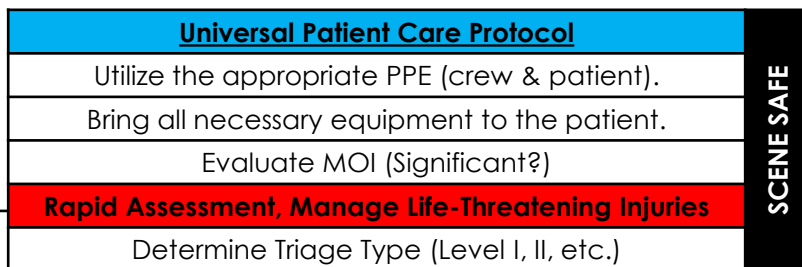 Universal Patient Care Protocol
Utilize the appropriate PPE (crew & patient).
Bring all necessary equipment to the patient.
Evaluate MOI (Significant?)
Rapid Assessment, Manage Life-Threatening Injuries
Determine Triage Type (Level I, II, etc.)
SCENE SAFE